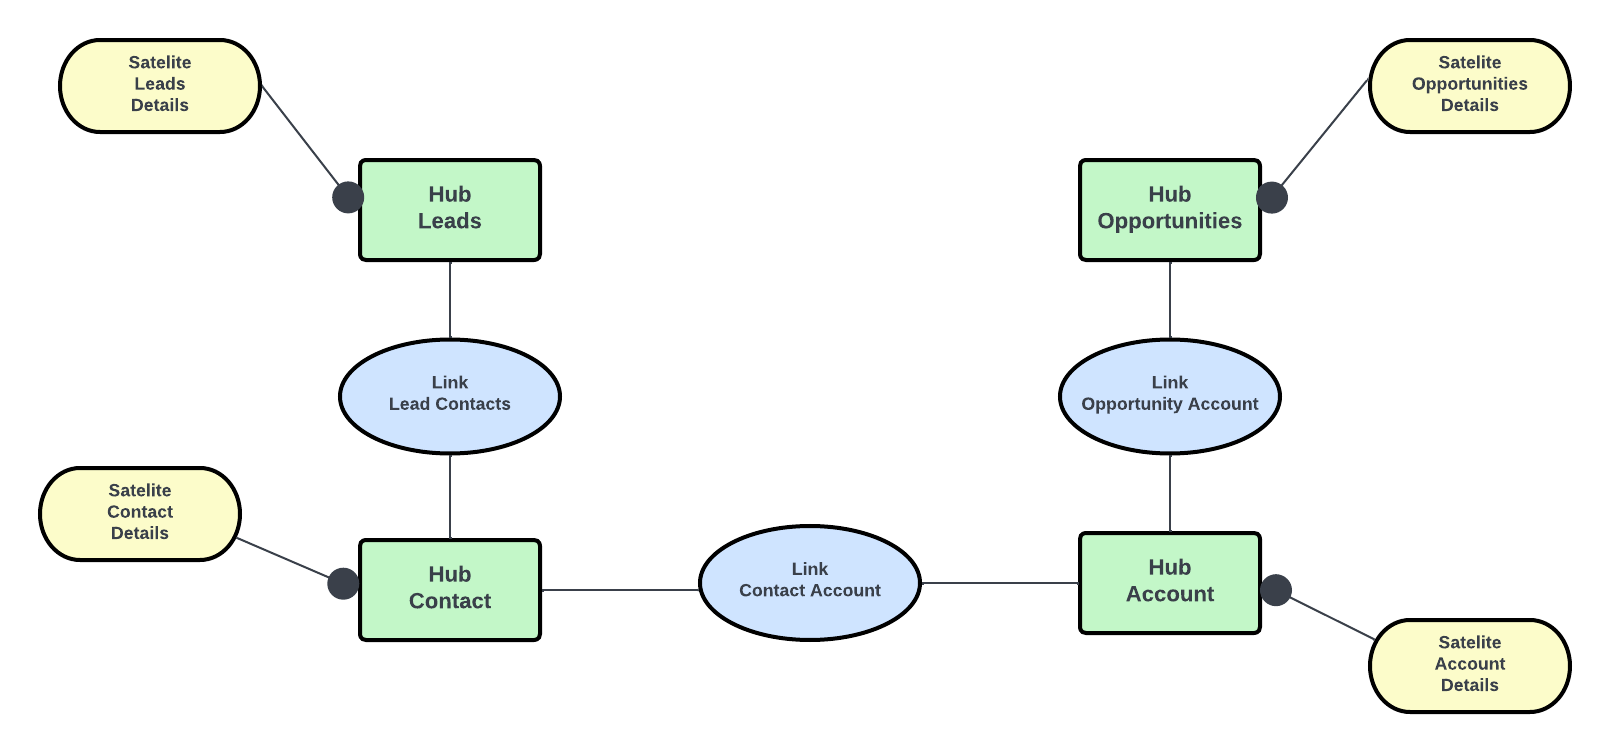 Satelite
Leads
Details
Satelite
Opportunities
Details
Hub
Leads
Hub
Opportunities
Link
Lead Contacts
Link
Opportunity Account
Satelite
Contact
Details
Hub
Contact
Link
Contact Account
Hub
Account
Satelite
Account
Details